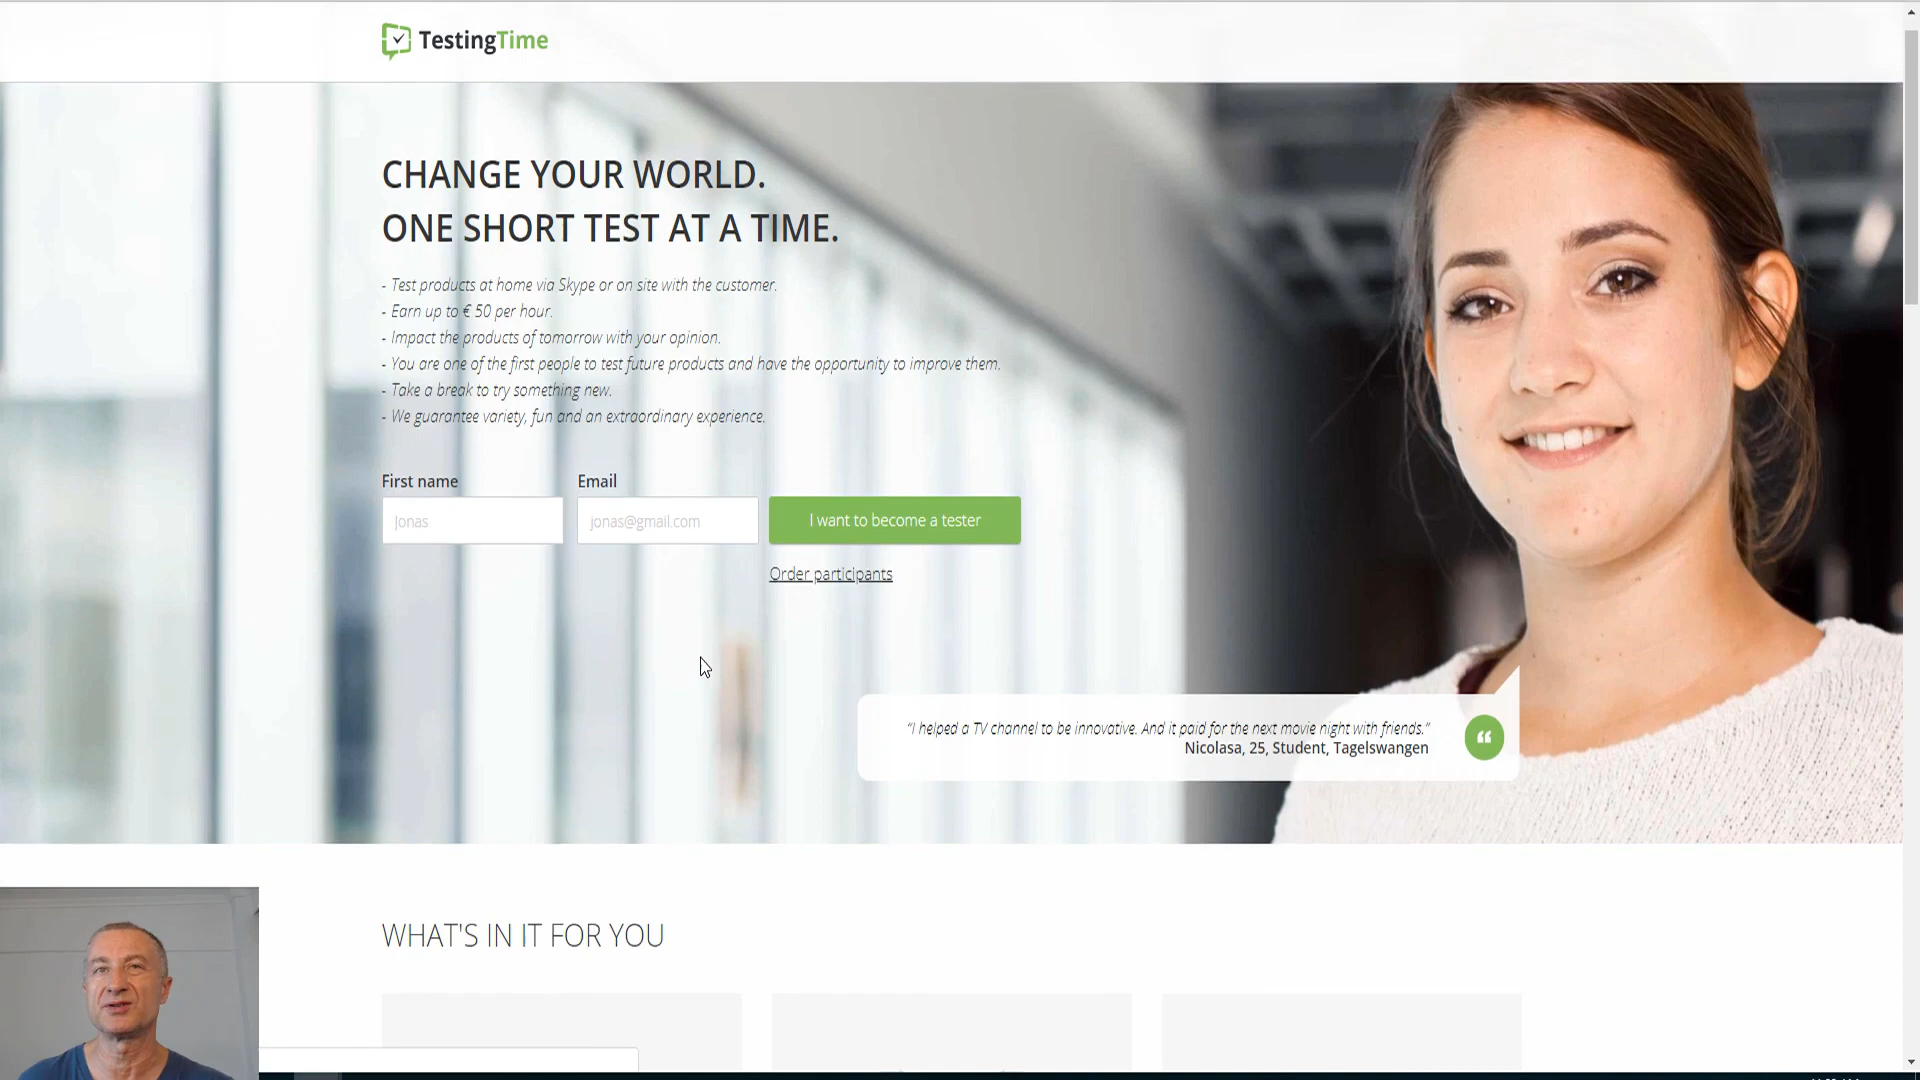 TestingTime
CHANGE YOUR WORLD.
ONE SHORT TEST AT A TIME.
- Test products at home via Skype or on site with the customer.
- Earn up to € 50 per hour.
- Impact the products of tomorrow with your opinion.
- You are one of the first people to test future products and have the opportunity to improve them.
- Take a break to try something new.
- We guarantee variety, fun and an extraordinary experience.
First name
Email
Jonas
jonas@gmail.com
I want to become a tester
Order participants
“I helped a TV channel to be innovative. And it paid for the next movie night with friends.”
Nicolasa, 25, Student, Tagelswangen
WHAT'S IN IT FOR YOU